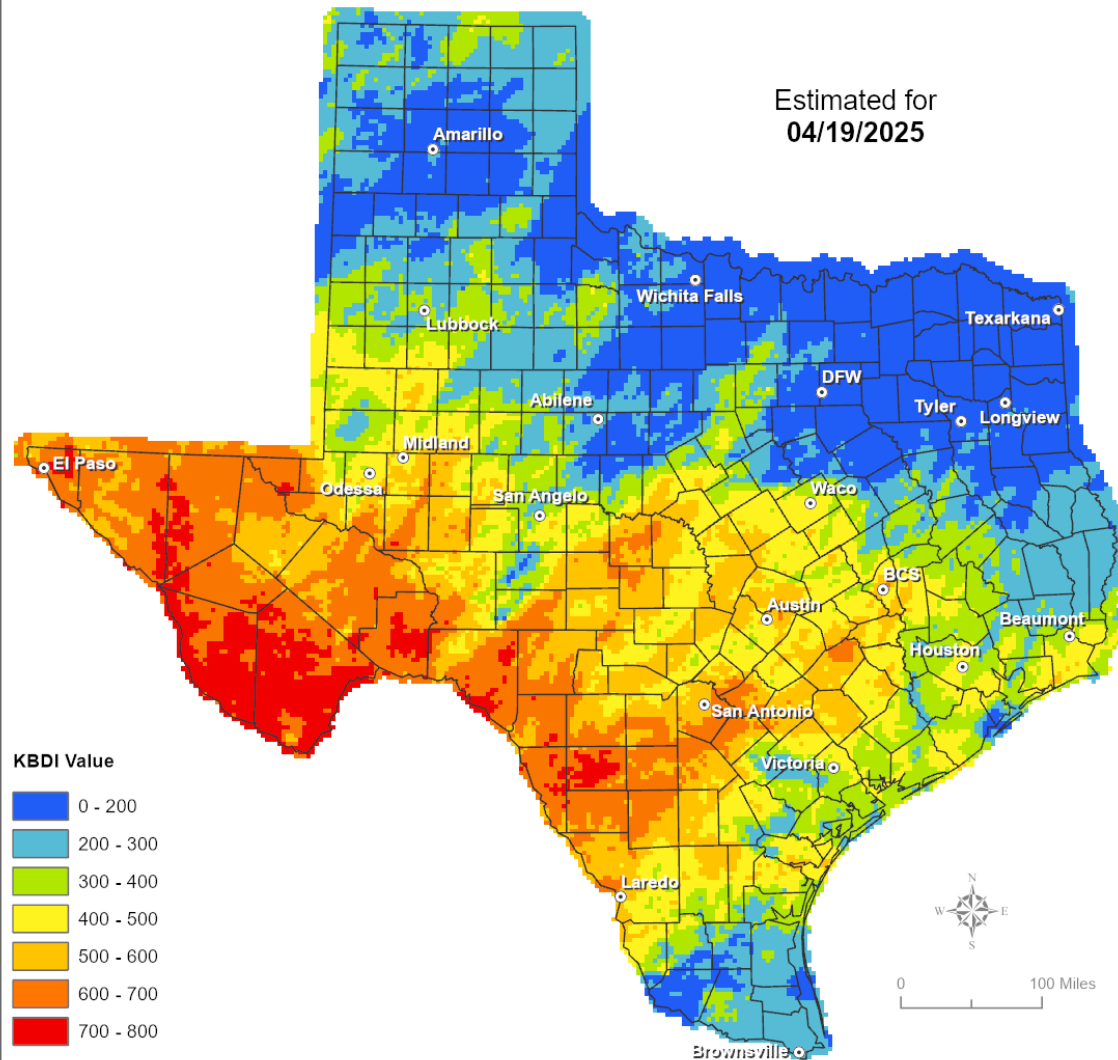 Estimated for
04/19/2025
Amarillo
Wichita Falls
Lubbock
Texarkana
DFW
Abilene
Tyler
Longview
Midland
El Paso
Odessa
San Angelo
Waco
BCS
Austin
Beaumont
Houston
San Antonio
Victoria
Laredo
Brownsville
KBDI Value
0 - 200
200 - 300
300 - 400
400 - 500
500 - 600
600 - 700
700 - 800
N
W E
S
0 100 Miles